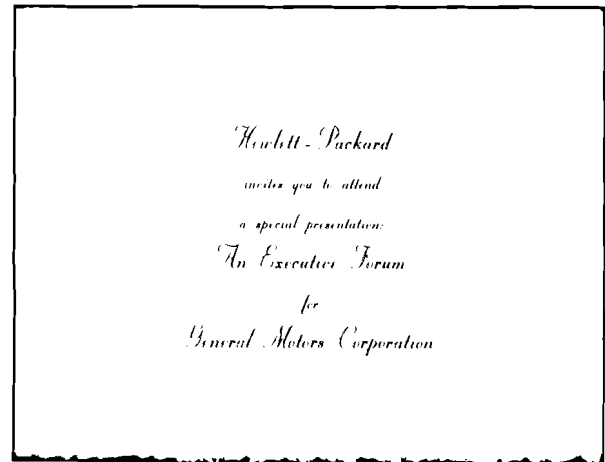 Hewlett-Packard
invites you to attend
a special presentation:
An Executive Forum
for
General Motors Corporation